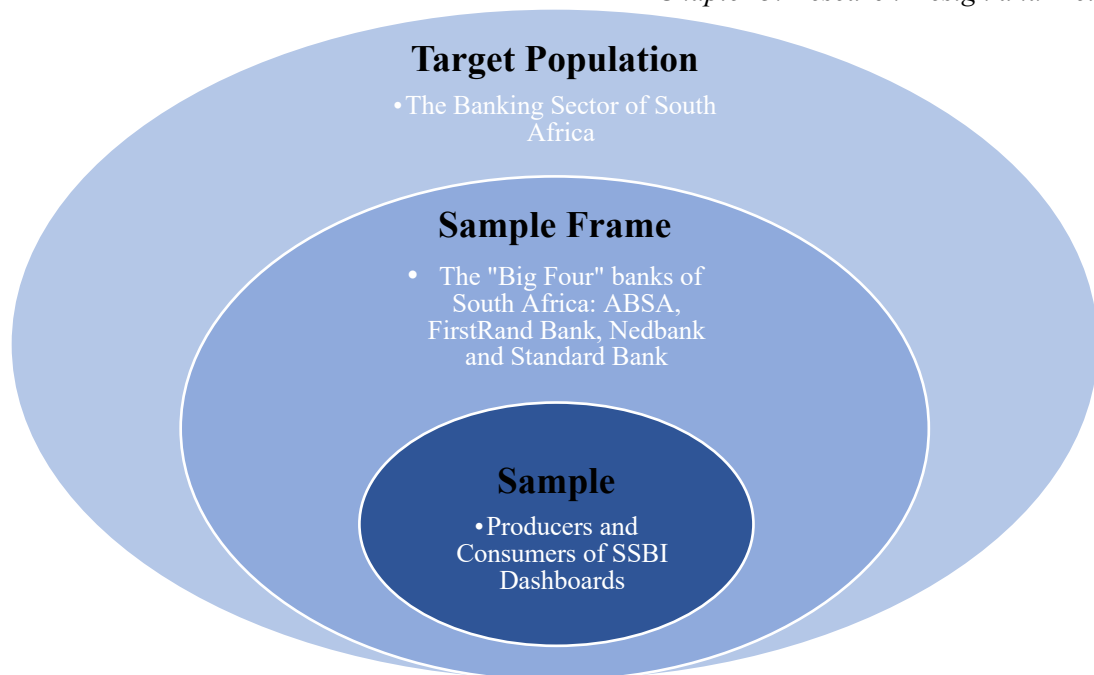 Target Population
•The Banking Sector of South
Africa
Sample Frame
• The "Big Four" banks of
South Africa: ABSA,
FirstRand Bank, Nedbank
and Standard Bank
Sample
•Producers and
Consumers of SSBI
Dashboards